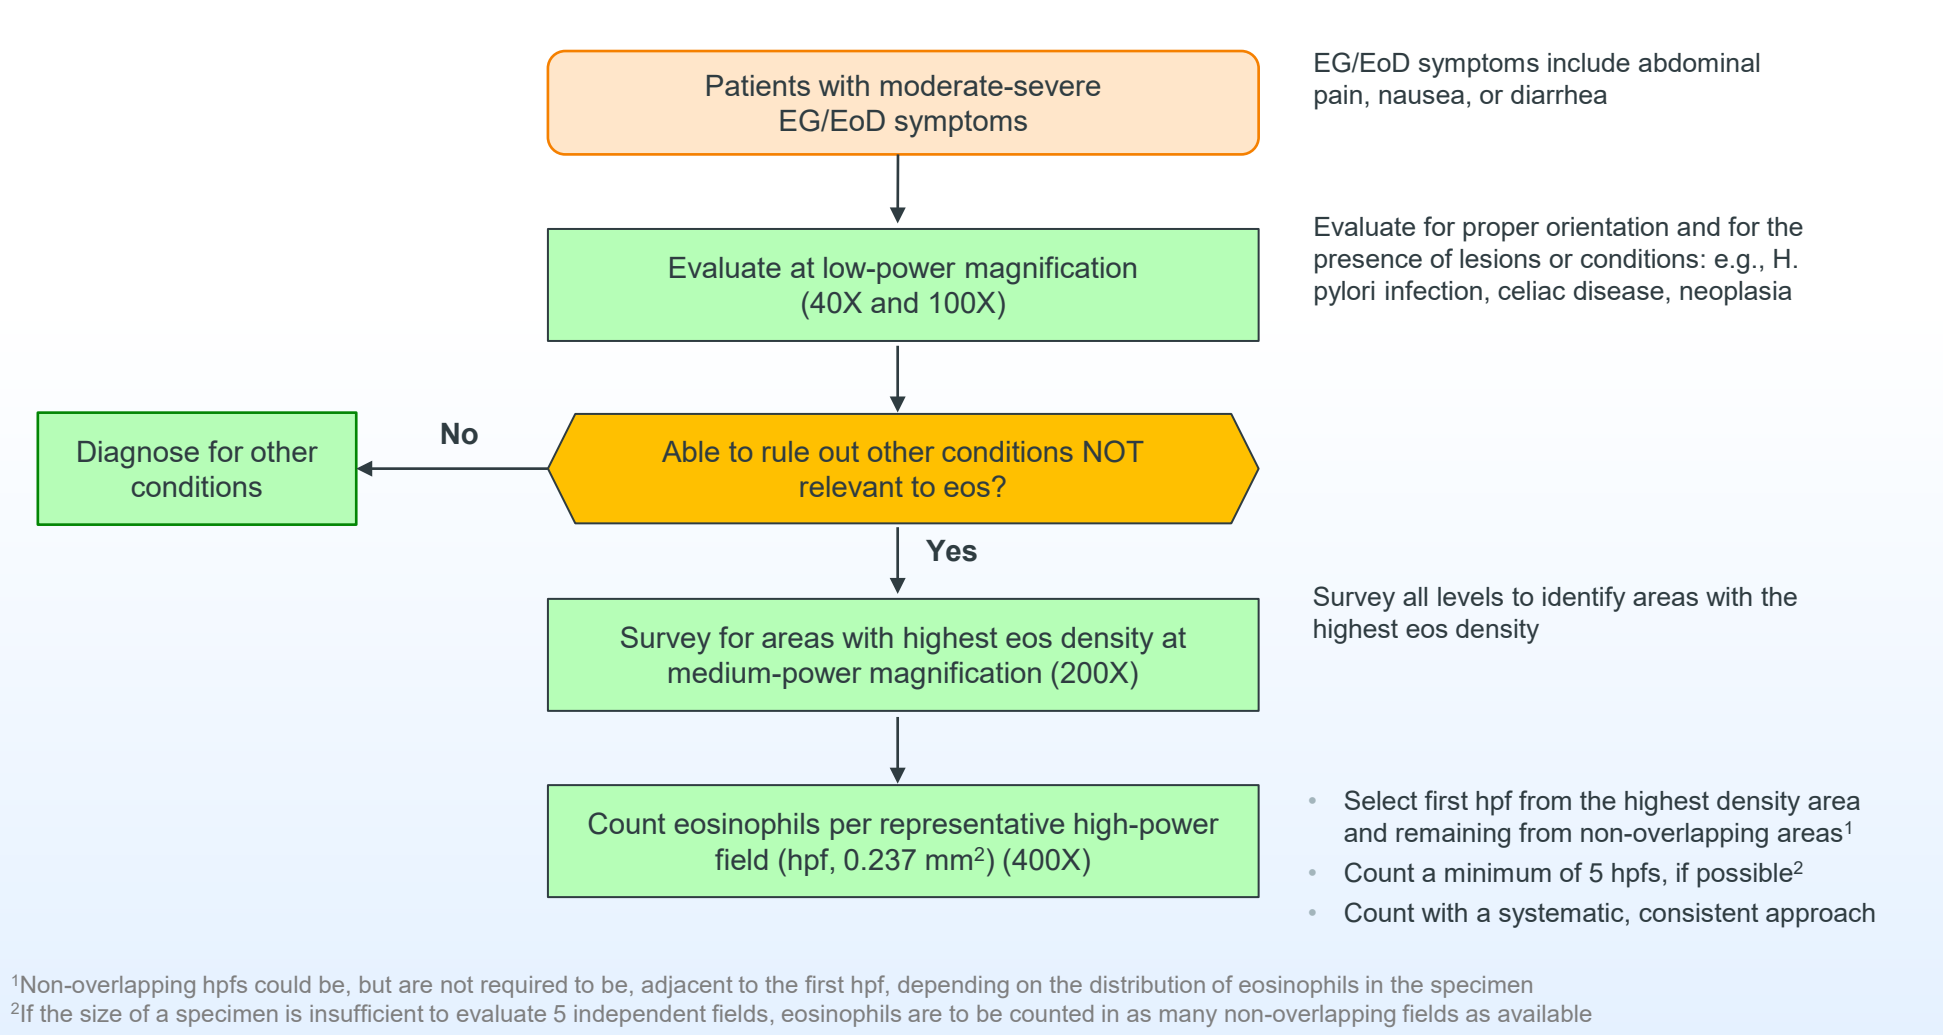 Patients with moderate-severe
EG/EoD symptoms
EG/EoD symptoms include abdominal
pain, nausea, or diarrhea
Evaluate at low-power magnification
(40X and 100X)
Evaluate for proper orientation and for the
presence of lesions or conditions: e.g., H.
pylori infection, celiac disease, neoplasia
Able to rule out other conditions NOT
relevant to eos?
No
Diagnose for other
conditions
Yes
Survey for areas with highest eos density at
medium-power magnification (200X)
Survey all levels to identify areas with the
highest eos density
Count eosinophils per representative high-power
field (hpf, 0.237 mm²) (400X)
• Select first hpf from the highest density area
and remaining from non-overlapping areas¹
• Count a minimum of 5 hpfs, if possible²
• Count with a systematic, consistent approach
¹Non-overlapping hpfs could be, but are not required to be, adjacent to the first hpf, depending on the distribution of eosinophils in the specimen
²If the size of a specimen is insufficient to evaluate 5 independent fields, eosinophils are to be counted in as many non-overlapping fields as available